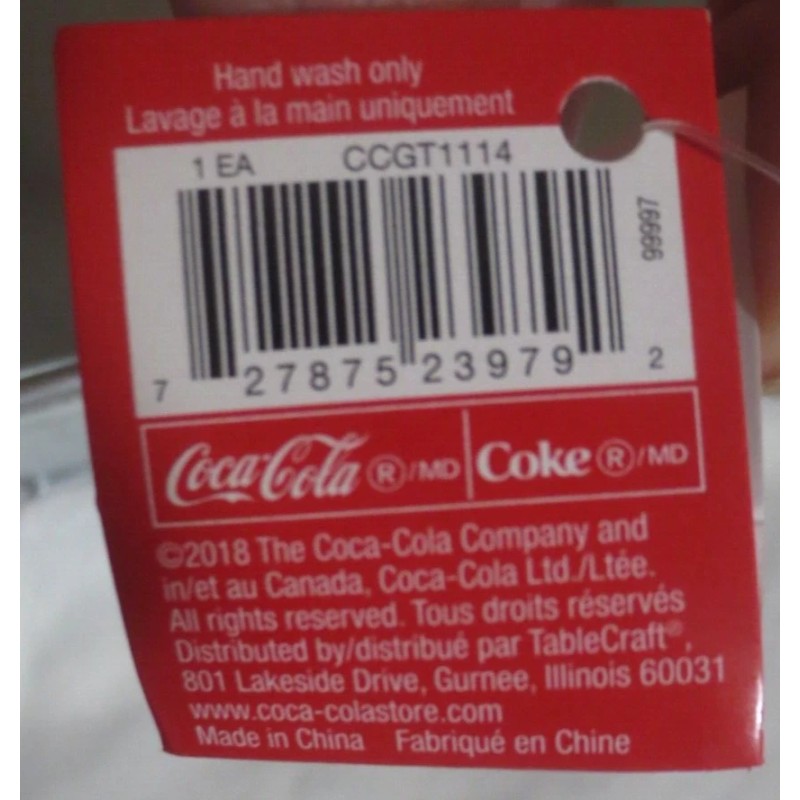 Hand wash only
Lavage à la main uniquement
1 EA CCGT1114
99997
7 27875 23979 2
Coca-Cola ®/MD Coke ®/MD
©2018 The Coca-Cola Company and
in/et au Canada, Coca-Cola Ltd./Ltée.
All rights reserved. Tous droits réservés
Distributed by/distribué par TableCraft®,
801 Lakeside Drive, Gurnee, Illinois 60031
www.coca-colastore.com
Made in China Fabriqué en Chine